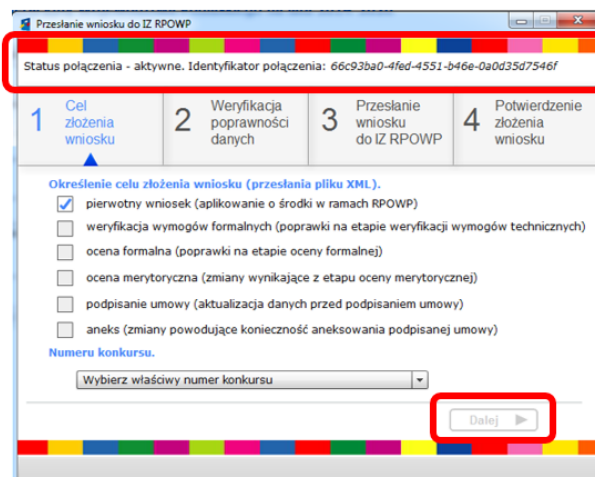 Przesłanie wniosku do IZ RPOWP
Status połączenia - aktywne. Identyfikator połączenia: 66c93ba0-4fed-4551-b46e-0a0d35d7546f
1 Cel złożenia wniosku
2 Weryfikacja poprawności danych
3 Przesłanie wniosku do IZ RPOWP
4 Potwierdzenie złożenia wniosku
Określenie celu złożenia wniosku (przesłania pliku XML).
pierwotny wniosek (aplikowanie o środki w ramach RPOWP)
weryfikacja wymogów formalnych (poprawki na etapie weryfikacji wymogów technicznych)
ocena formalna (poprawki na etapie oceny formalnej)
ocena merytoryczna (zmiany wynikające z etapu oceny merytorycznej)
podpisanie umowy (aktualizacja danych przed podpisaniem umowy)
aneks (zmiany powodujące konieczność aneksowania podpisanej umowy)
Numeru konkursu.
Wybierz właściwy numer konkursu
Dalej